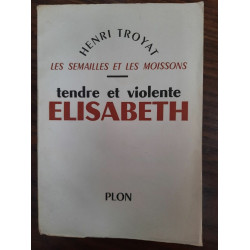 HENRI TROYAT
LES SEMAILLES ET LES MOISSONS
tendre et violente
ELISABETH
PLON